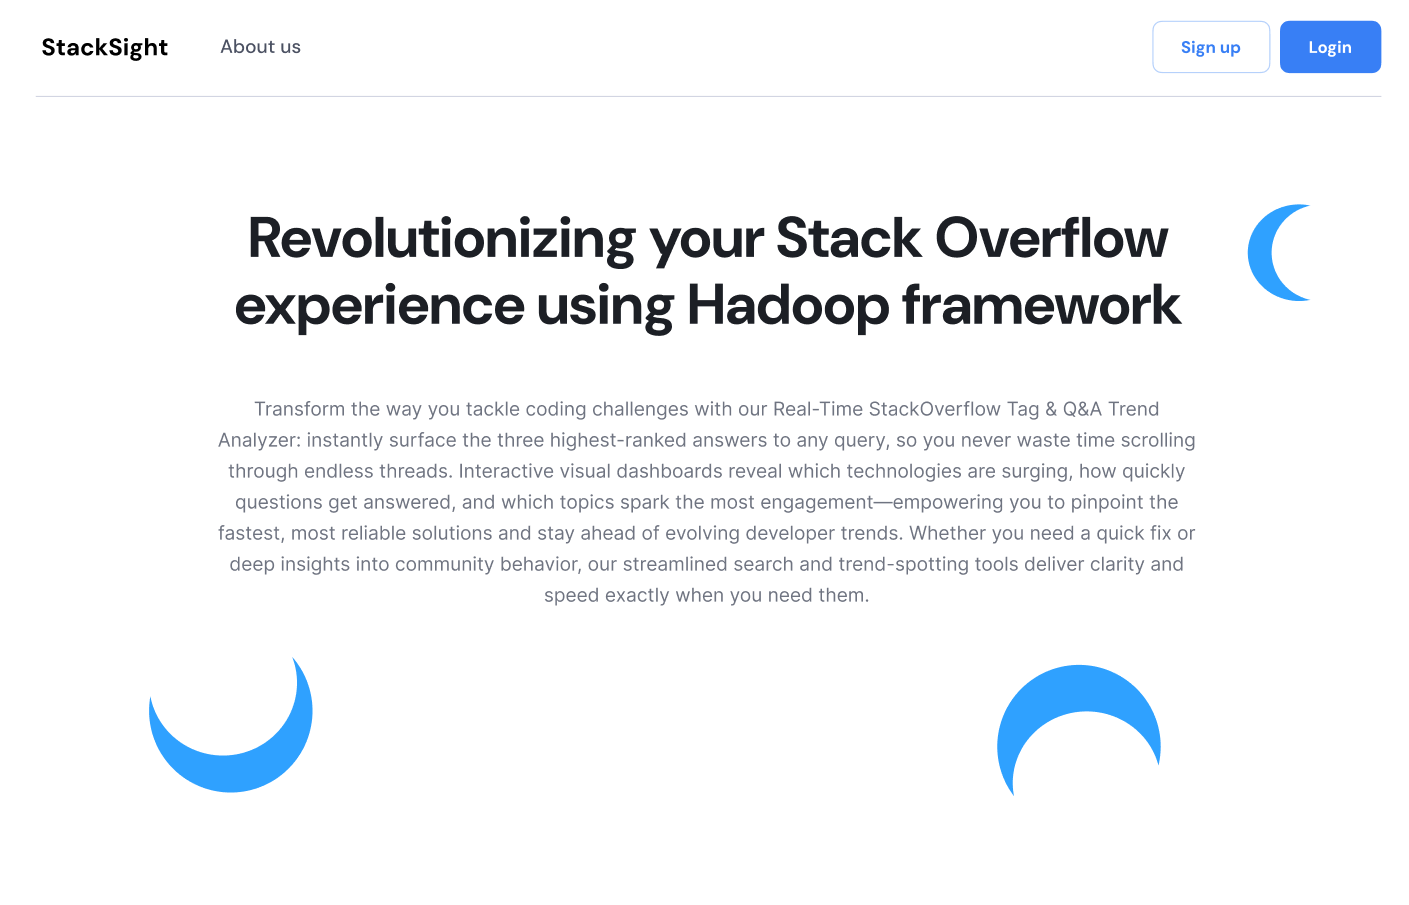 StackSight
About us
Sign up
Login
Revolutionizing your Stack Overflow
experience using Hadoop framework
Transform the way you tackle coding challenges with our Real-Time StackOverflow Tag & Q&A Trend
Analyzer: instantly surface the three highest-ranked answers to any query, so you never waste time scrolling
through endless threads. Interactive visual dashboards reveal which technologies are surging, how quickly
questions get answered, and which topics spark the most engagement—empowering you to pinpoint the
fastest, most reliable solutions and stay ahead of evolving developer trends. Whether you need a quick fix or
deep insights into community behavior, our streamlined search and trend-spotting tools deliver clarity and
speed exactly when you need them.